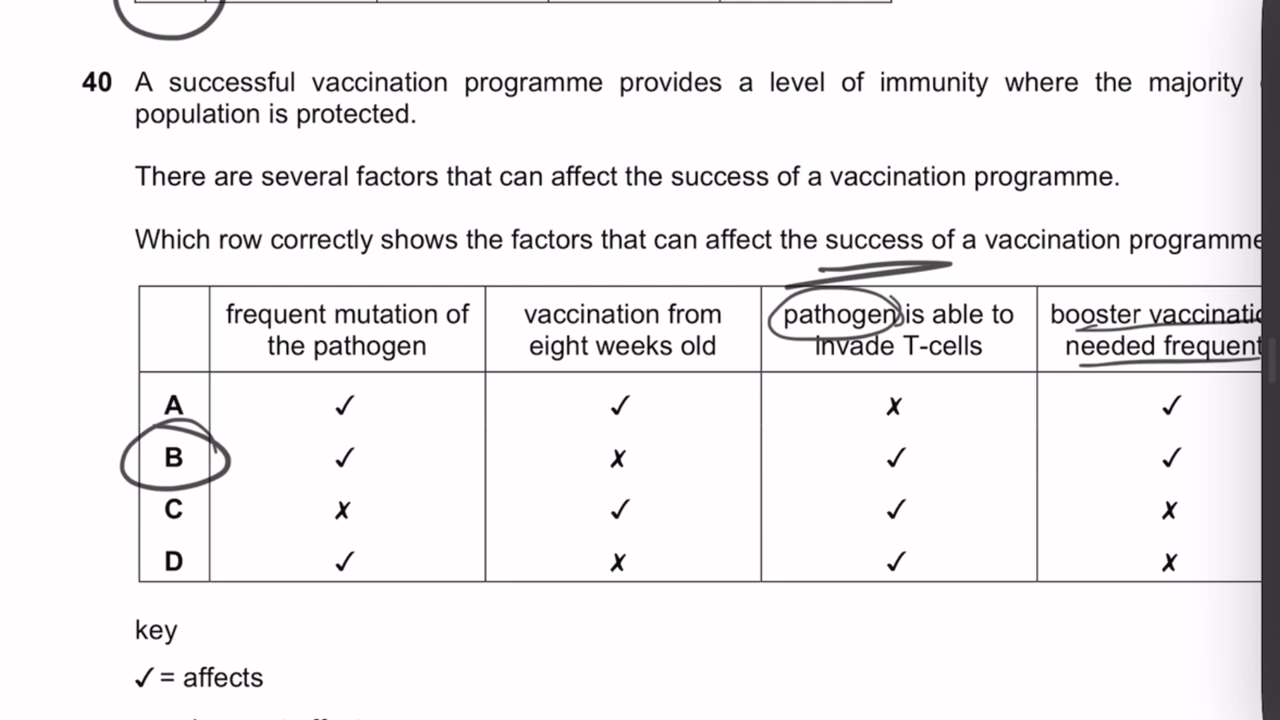 40 A successful vaccination programme provides a level of immunity where the majority
population is protected.
There are several factors that can affect the success of a vaccination programme.
Which row correctly shows the factors that can affect the success of a vaccination programme
frequent mutation of the pathogen
vaccination from eight weeks old
pathogen is able to invade T-cells
booster vaccinatio needed frequent
A ✓ ✓ ✗ ✓
B ✓ ✗ ✓ ✓
C ✗ ✓ ✓ ✗
D ✓ ✗ ✓ ✗
key
✓ = affects